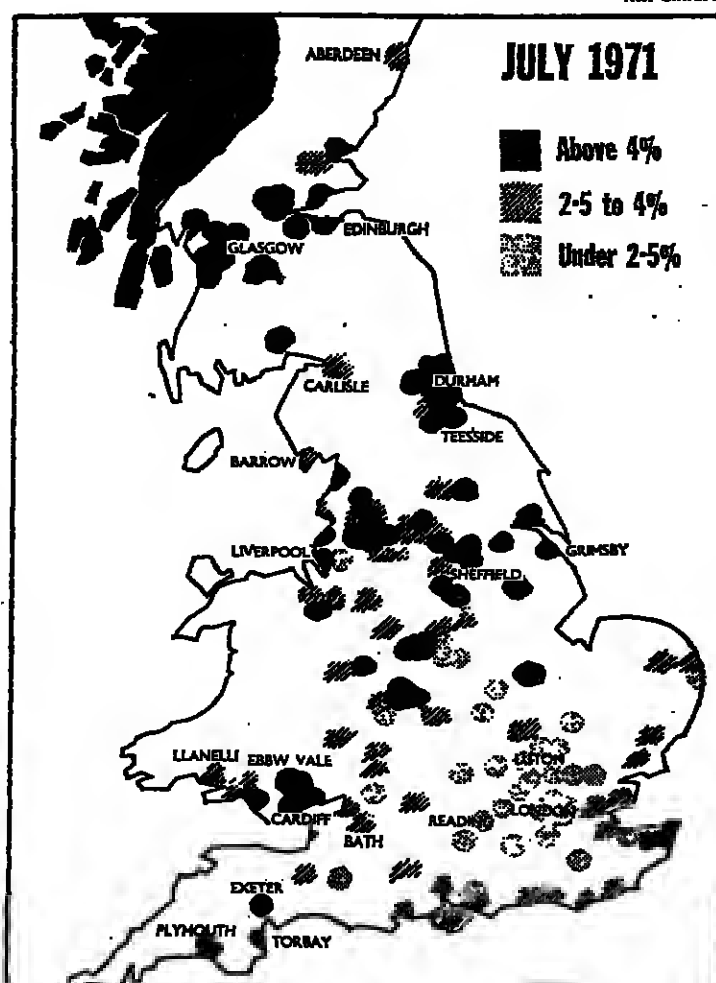 JULY 1971
Above 4%
2·5 to 4%
Under 2·5%
ABERDEEN
EDINBURGH
GLASGOW
CARLISLE
DURHAM
TEESSIDE
BARROW
LIVERPOOL
GRIMSBY
SHEFFIELD
LLANELLI
EBBW VALE
LUTON
CARDIFF
READING
LONDON
BATH
EXETER
PLYMOUTH
TORBAY